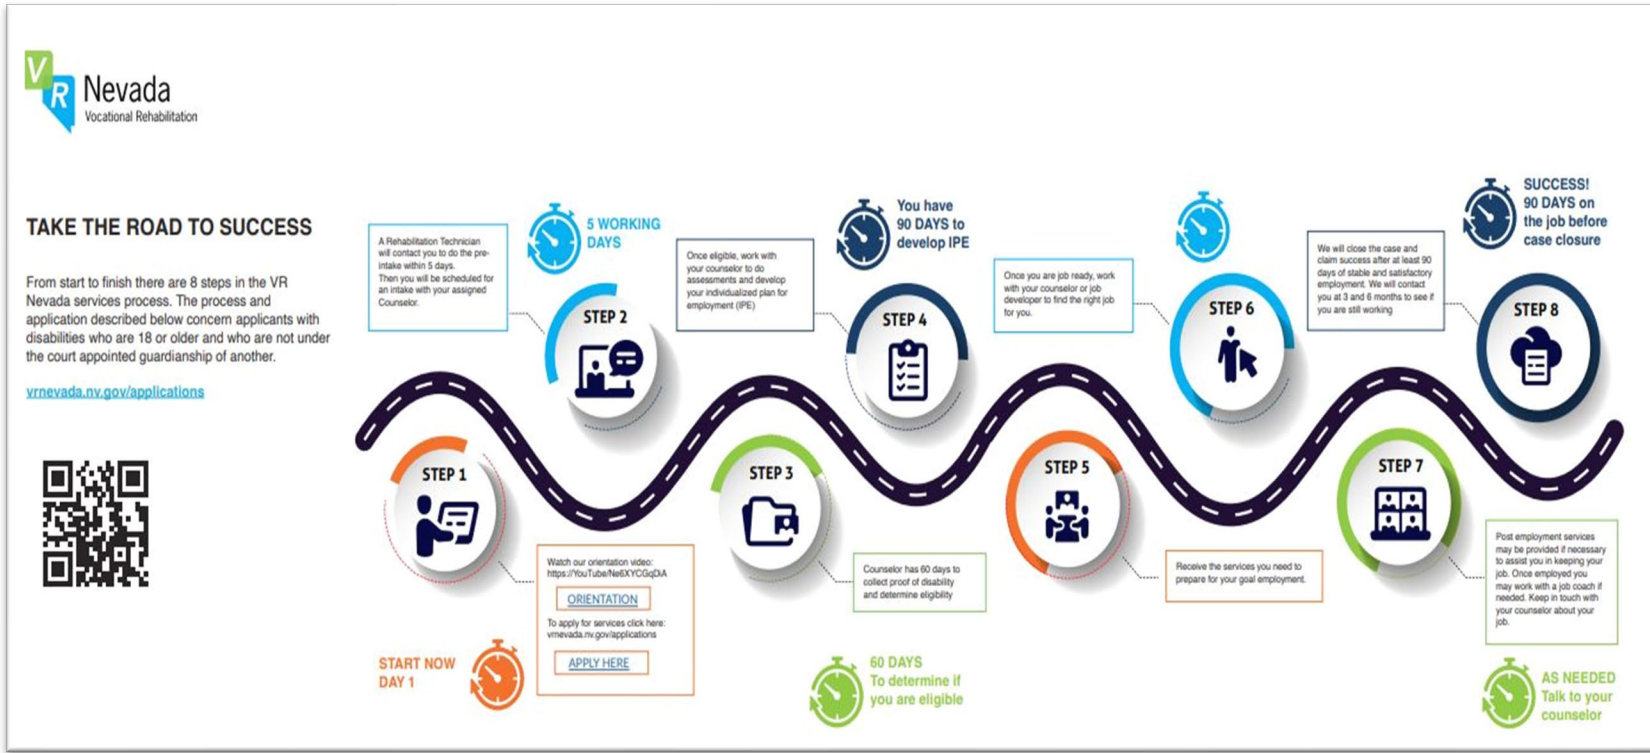 VR
Nevada
Vocational Rehabilitation
TAKE THE ROAD TO SUCCESS
From start to finish there are 8 steps in the VR
Nevada services process. The process and
application described below concern applicants with
disabilities who are 18 or older and who are not under
the court appointed guardianship of another.
vrnevada.nv.gov/applications
START NOW
DAY 1
STEP 1
Watch our orientation video:
https://YouTube/Ne6XYCGqDiA
ORIENTATION
To apply for services click here:
vrnevada.nv.gov/applications
APPLY HERE
A Rehabilitation Technician
will contact you to do the pre-
intake within 5 days.
Then you will be scheduled for
an intake with your assigned
Counselor.
5 WORKING
DAYS
STEP 2
STEP 3
Counselor has 60 days to
collect proof of disability
and determine eligibility
60 DAYS
To determine if
you are eligible
Once eligible, work with
your counselor to do
assessments and develop
your individualized plan for
employment (IPE)
You have
90 DAYS to
develop IPE
STEP 4
STEP 5
Receive the services you need to
prepare for your goal employment.
Once you are job ready, work
with your counselor or job
developer to find the right job
for you.
STEP 6
STEP 7
Post employment services
may be provided if necessary
to assist you in keeping your
job. Once employed you
may work with a job coach if
needed. Keep in touch with
your counselor about your
job.
AS NEEDED
Talk to your
counselor
We will close the case and
claim success after at least 90
days of stable and satisfactory
employment. We will contact
you at 3 and 6 months to see if
you are still working
SUCCESS!
90 DAYS on
the job before
case closure
STEP 8